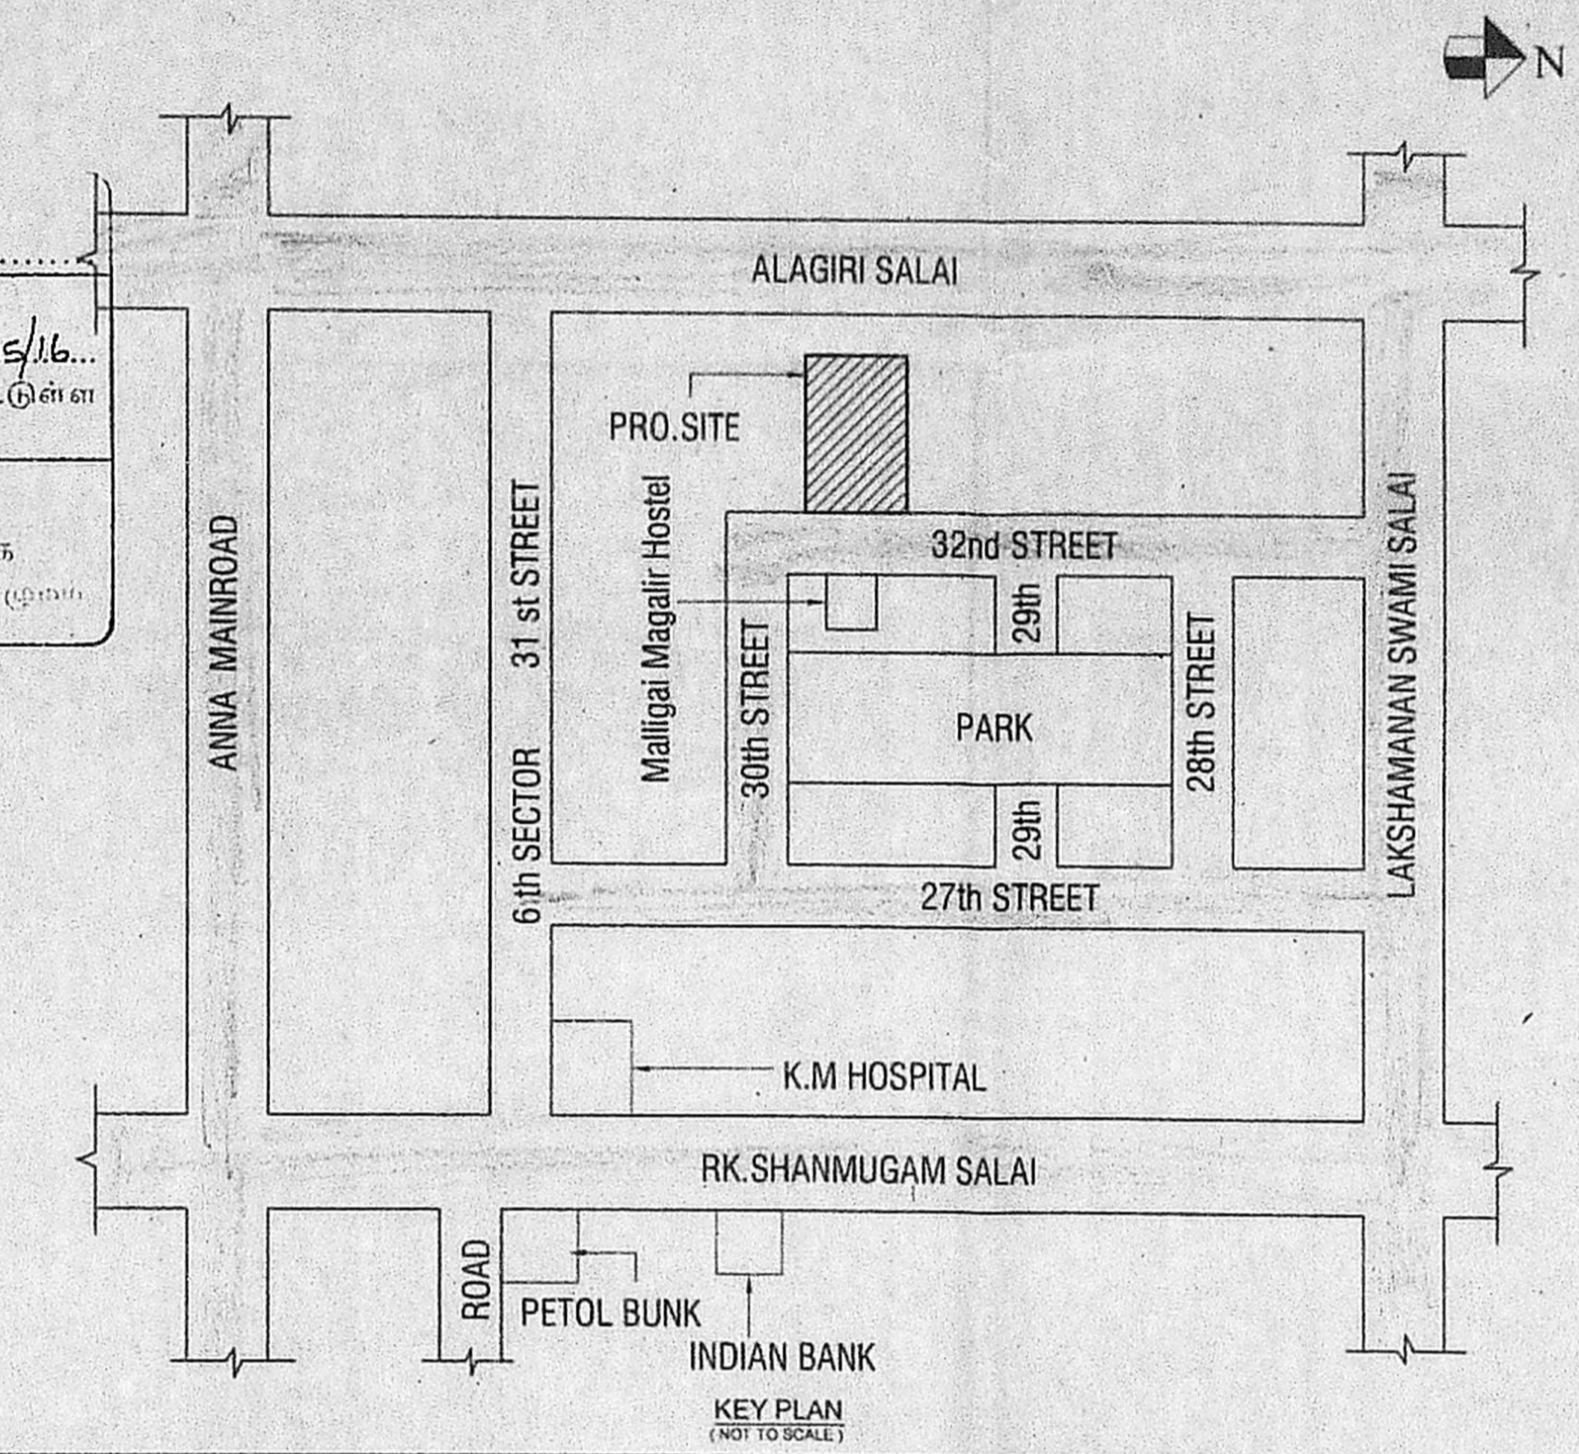 N
ALAGIRI SALAI
5/16...
ட்டுள்ள
PRO.SITE
Malligai Magalir Hostel
31 st STREET
6th SECTOR
ANNA MAINROAD
32nd STREET
29th
30th STREET
PARK
28th STREET
LAKSHAMANAN SWAMI SALAI
29th
27th STREET
K.M HOSPITAL
RK.SHANMUGAM SALAI
ROAD
PETOL BUNK
INDIAN BANK
KEY PLAN
(NOT TO SCALE)